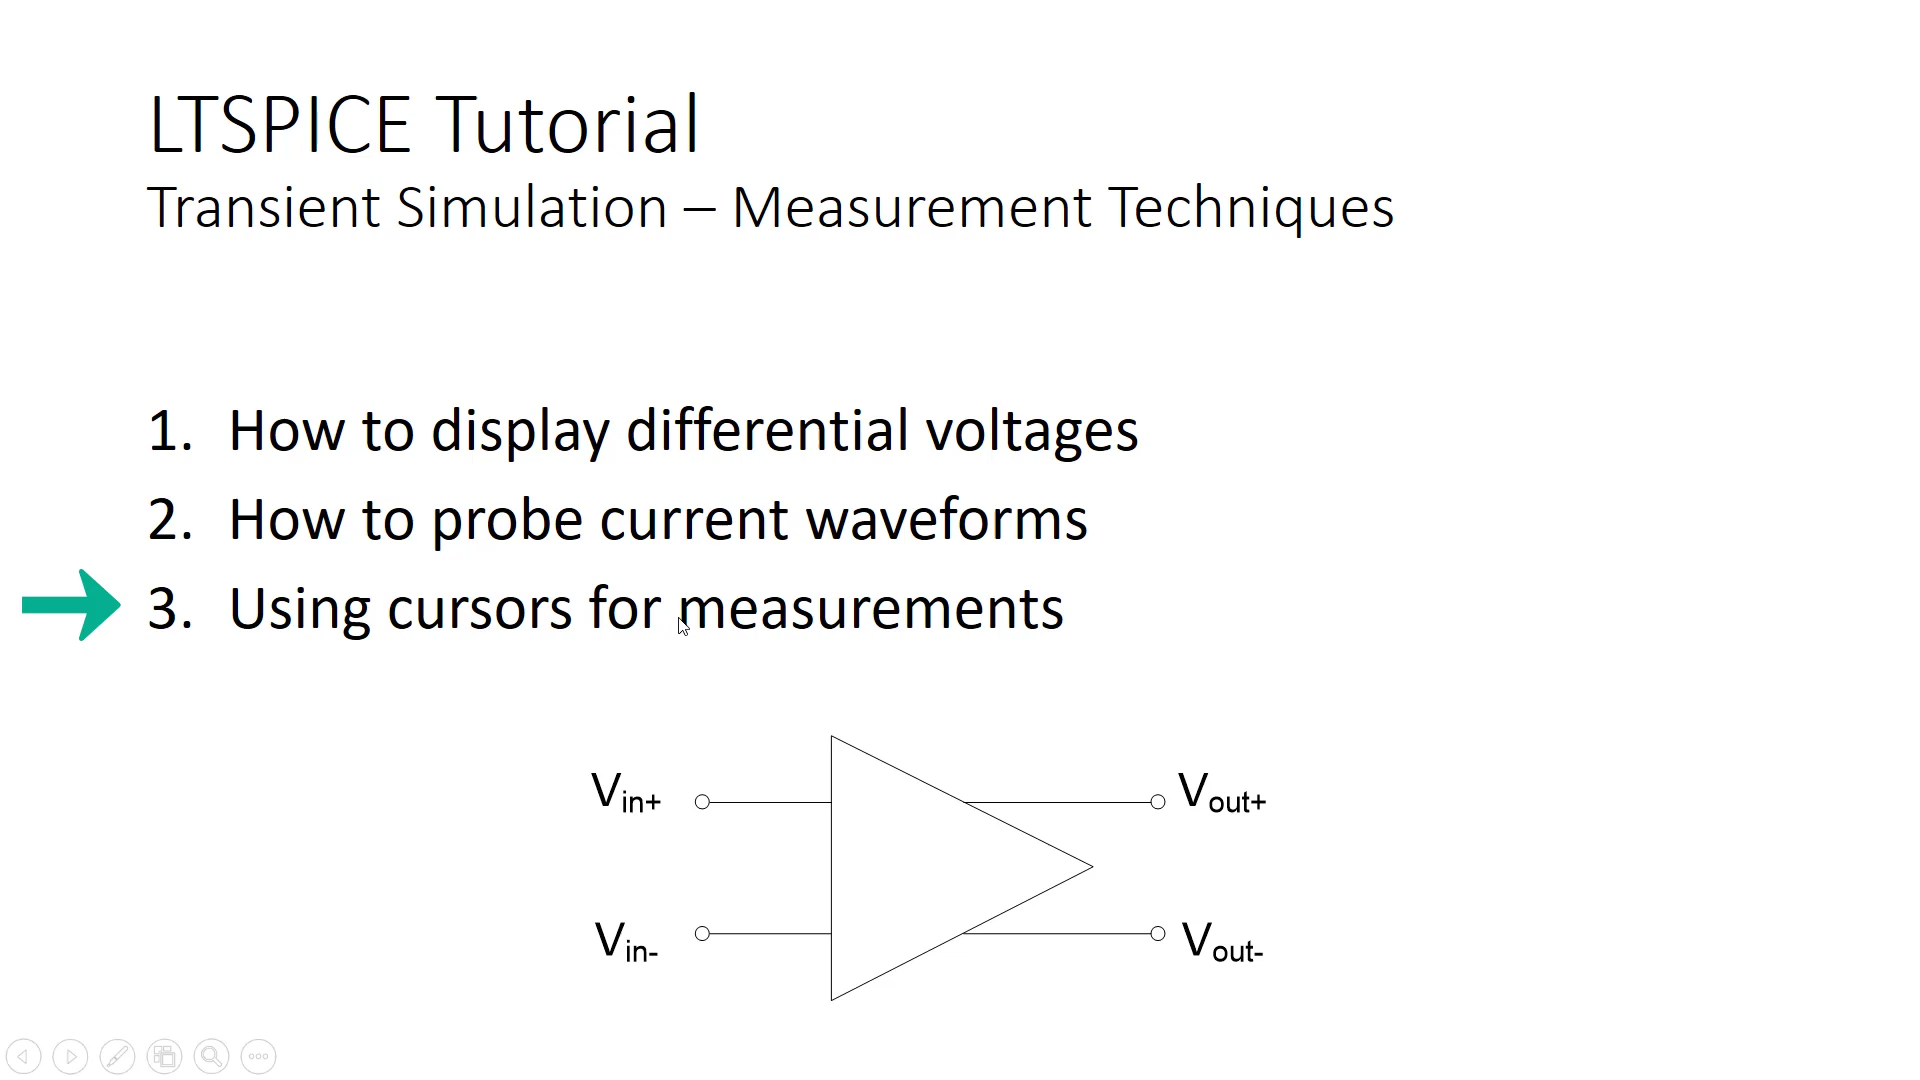 LTSPICE Tutorial
Transient Simulation – Measurement Techniques
1. How to display differential voltages
2. How to probe current waveforms
3. Using cursors for measurements
Vin+ Vout+
Vin- Vout-